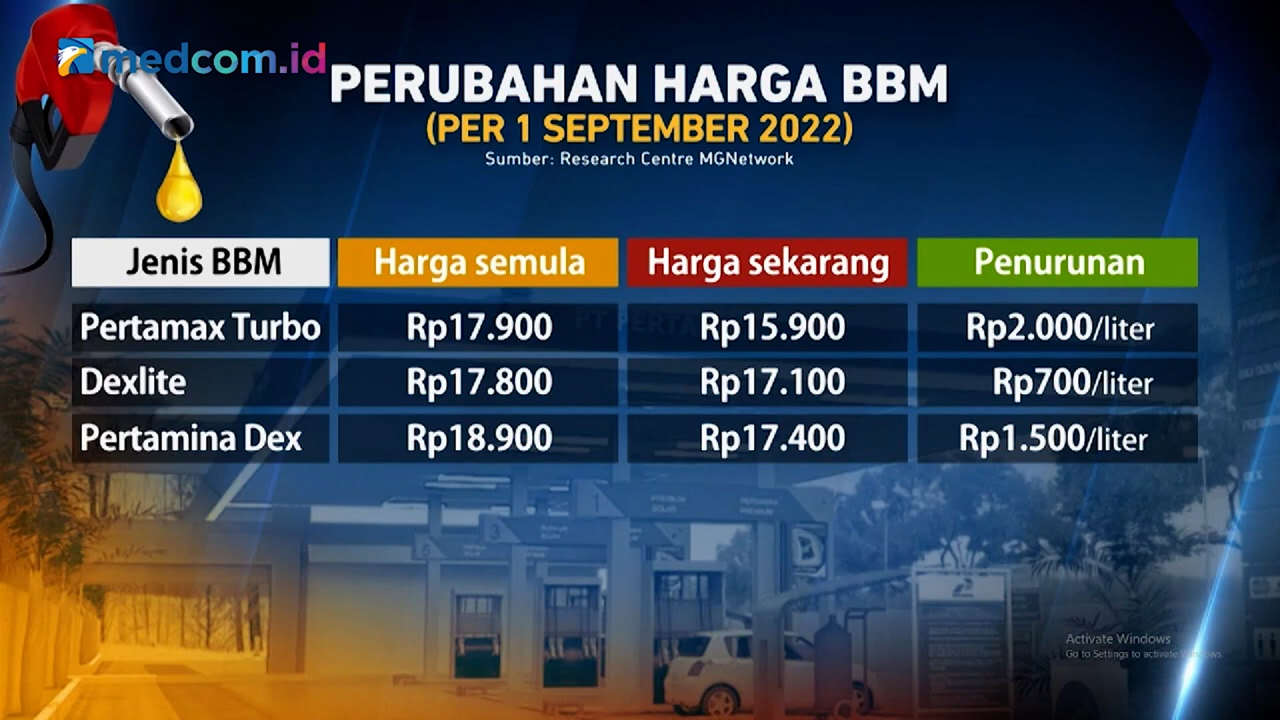 medcom.id
PERUBAHAN HARGA BBM
(PER 1 SEPTEMBER 2022)
Sumber: Research Centre MGNetwork
Jenis BBM Harga semula Harga sekarang Penurunan
Pertamax Turbo Rp17.900 Rp15.900 Rp2.000/liter
Dexlite Rp17.800 Rp17.100 Rp700/liter
Pertamina Dex Rp18.900 Rp17.400 Rp1.500/liter
Activate Windows
Go to Settings to activate Windows.